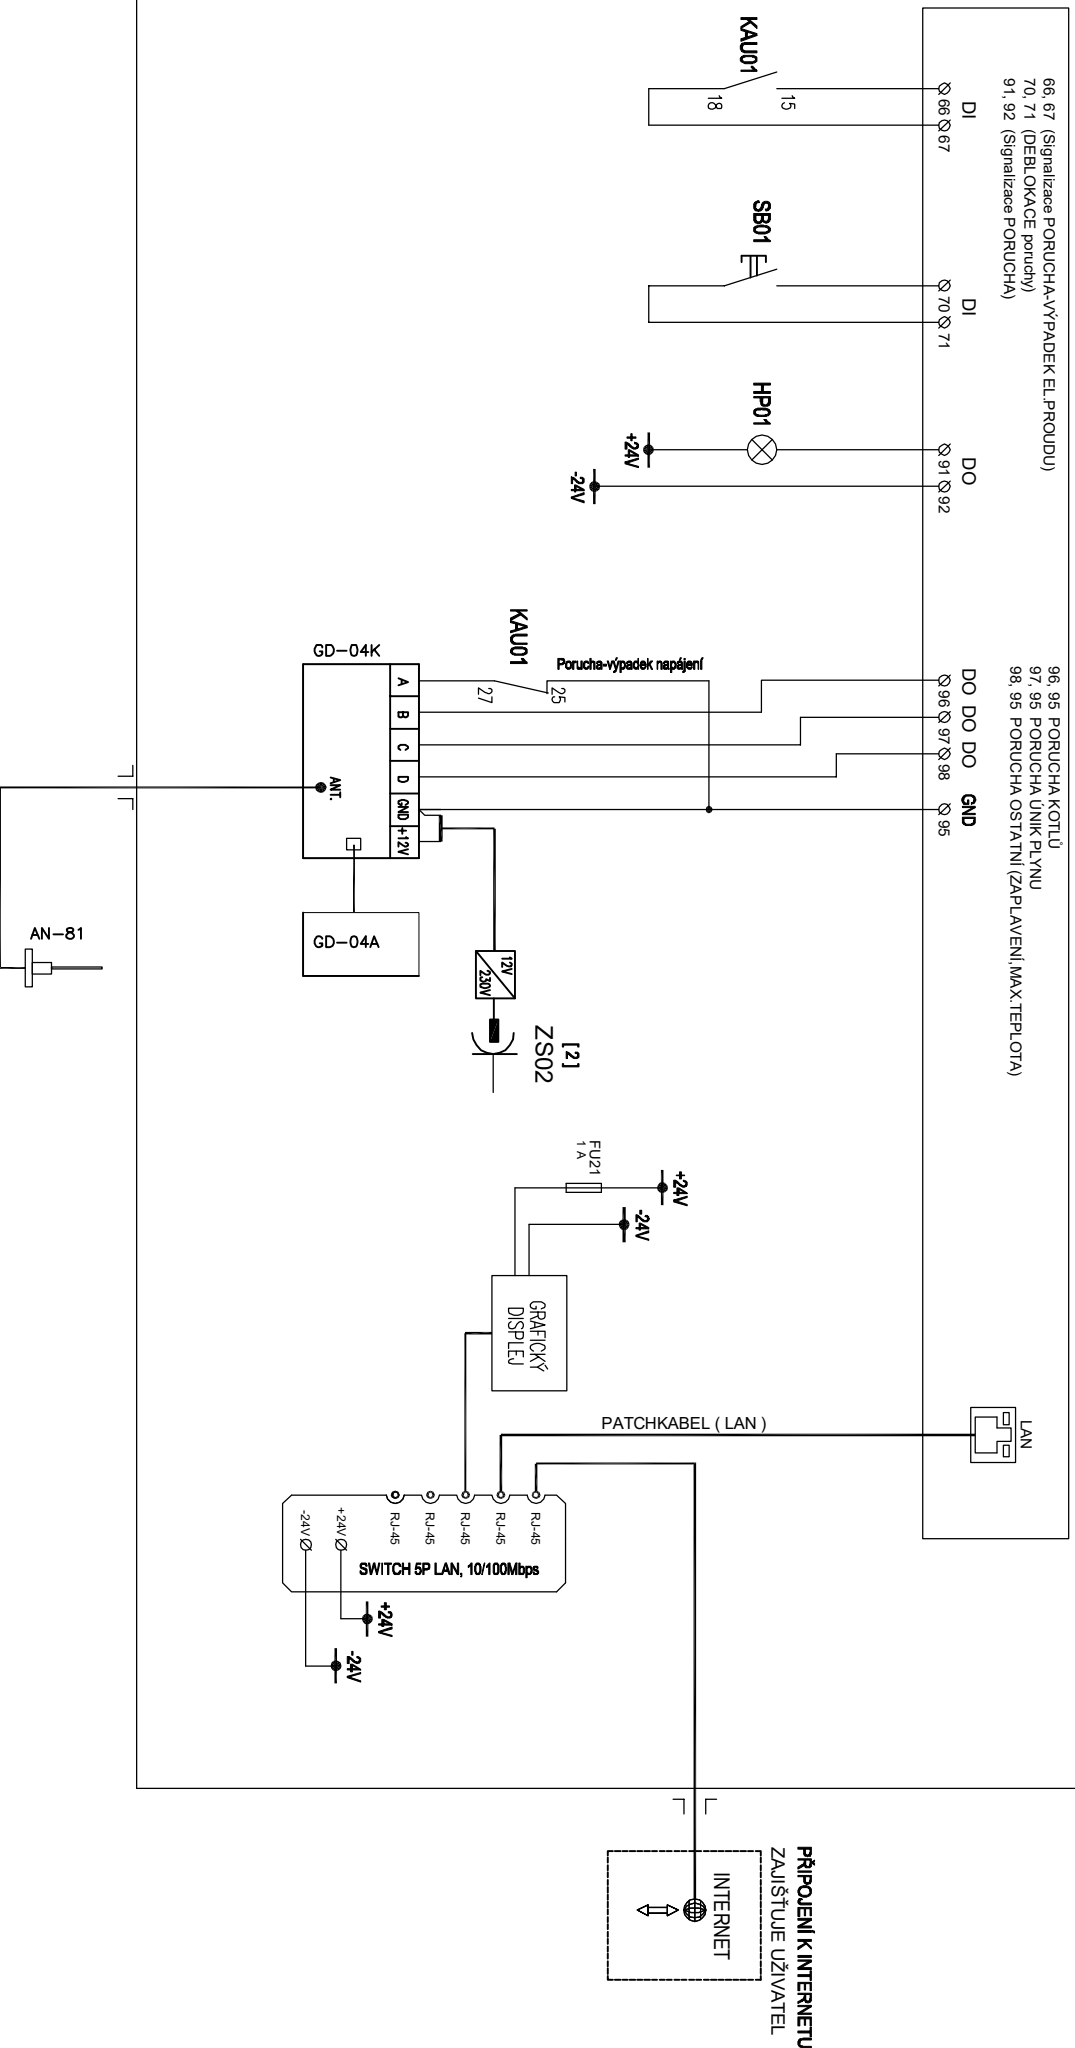 66, 67 (Signalizace PORUCHA-VÝPADEK EL.PROUDU)
70, 71 (DEBLOKACE poruchy)
91, 92 (Signalizace PORUCHA)
96, 95 PORUCHA KOTLŮ
97, 95 PORUCHA ÚNIK PLYNU
98, 95 PORUCHA OSTATNÍ (ZAPLAVENÍ,MAX.TEPLOTA)
LAN
DI
DI
DO
DO DO DO GND
66 67
70 71
91 92
96 97 98 95
KAU01
15
18
SB01
HP01
+24V
-24V
KAU01
Porucha-výpadek napájení
25
27
GD-04K
A
B
C
D
GND
+12V
ANT.
GD-04A
AN-81
12V
230V
[2]
ZS02
FU21
1 A
+24V
-24V
GRAFICKÝ
DISPLEJ
PATCHKABEL ( LAN )
RJ-45
RJ-45
RJ-45
RJ-45
RJ-45
SWITCH 5P LAN, 10/100Mbps
+24V
-24V
+24V
-24V
PŘIPOJENÍ K INTERNETU
ZAJIŠŤUJE UŽIVATEL
INTERNET